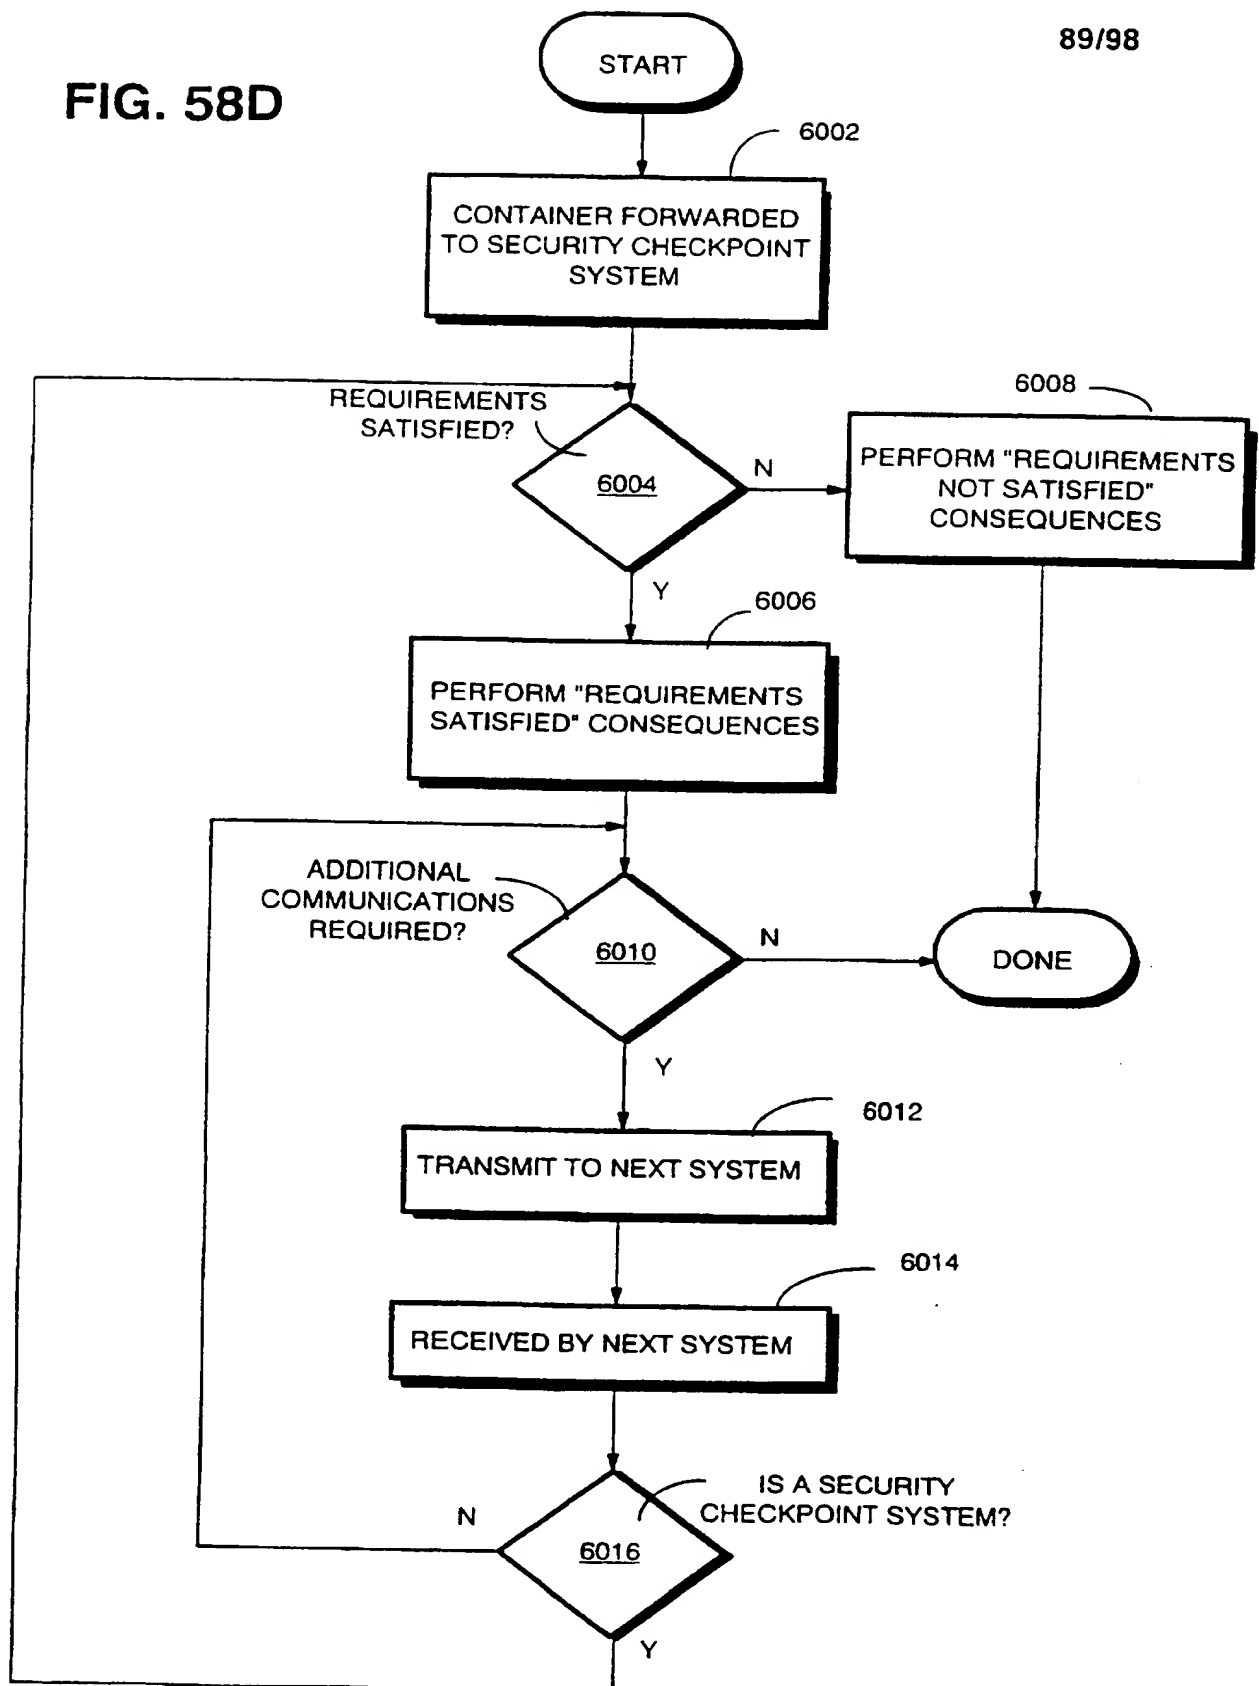 89/98
FIG. 58D
START
6002
CONTAINER FORWARDED
TO SECURITY CHECKPOINT
SYSTEM
REQUIREMENTS
SATISFIED?
6004
N
Y
6008
PERFORM "REQUIREMENTS
NOT SATISFIED"
CONSEQUENCES
6006
PERFORM "REQUIREMENTS
SATISFIED" CONSEQUENCES
ADDITIONAL
COMMUNICATIONS
REQUIRED?
6010
N
DONE
Y
6012
TRANSMIT TO NEXT SYSTEM
6014
RECEIVED BY NEXT SYSTEM
IS A SECURITY
CHECKPOINT SYSTEM?
N
6016
Y